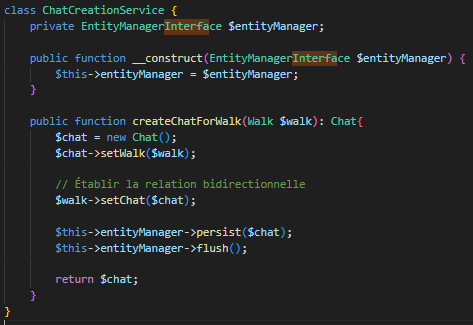 class ChatCreationService {
    private EntityManagerInterface $entityManager;

    public function __construct(EntityManagerInterface $entityManager) {
        $this->entityManager = $entityManager;
    }

    public function createChatForWalk(Walk $walk): Chat{
        $chat = new Chat();
        $chat->setWalk($walk);

        // Établir la relation bidirectionnelle
        $walk->setChat($chat);

        $this->entityManager->persist($chat);
        $this->entityManager->flush();

        return $chat;
    }
}